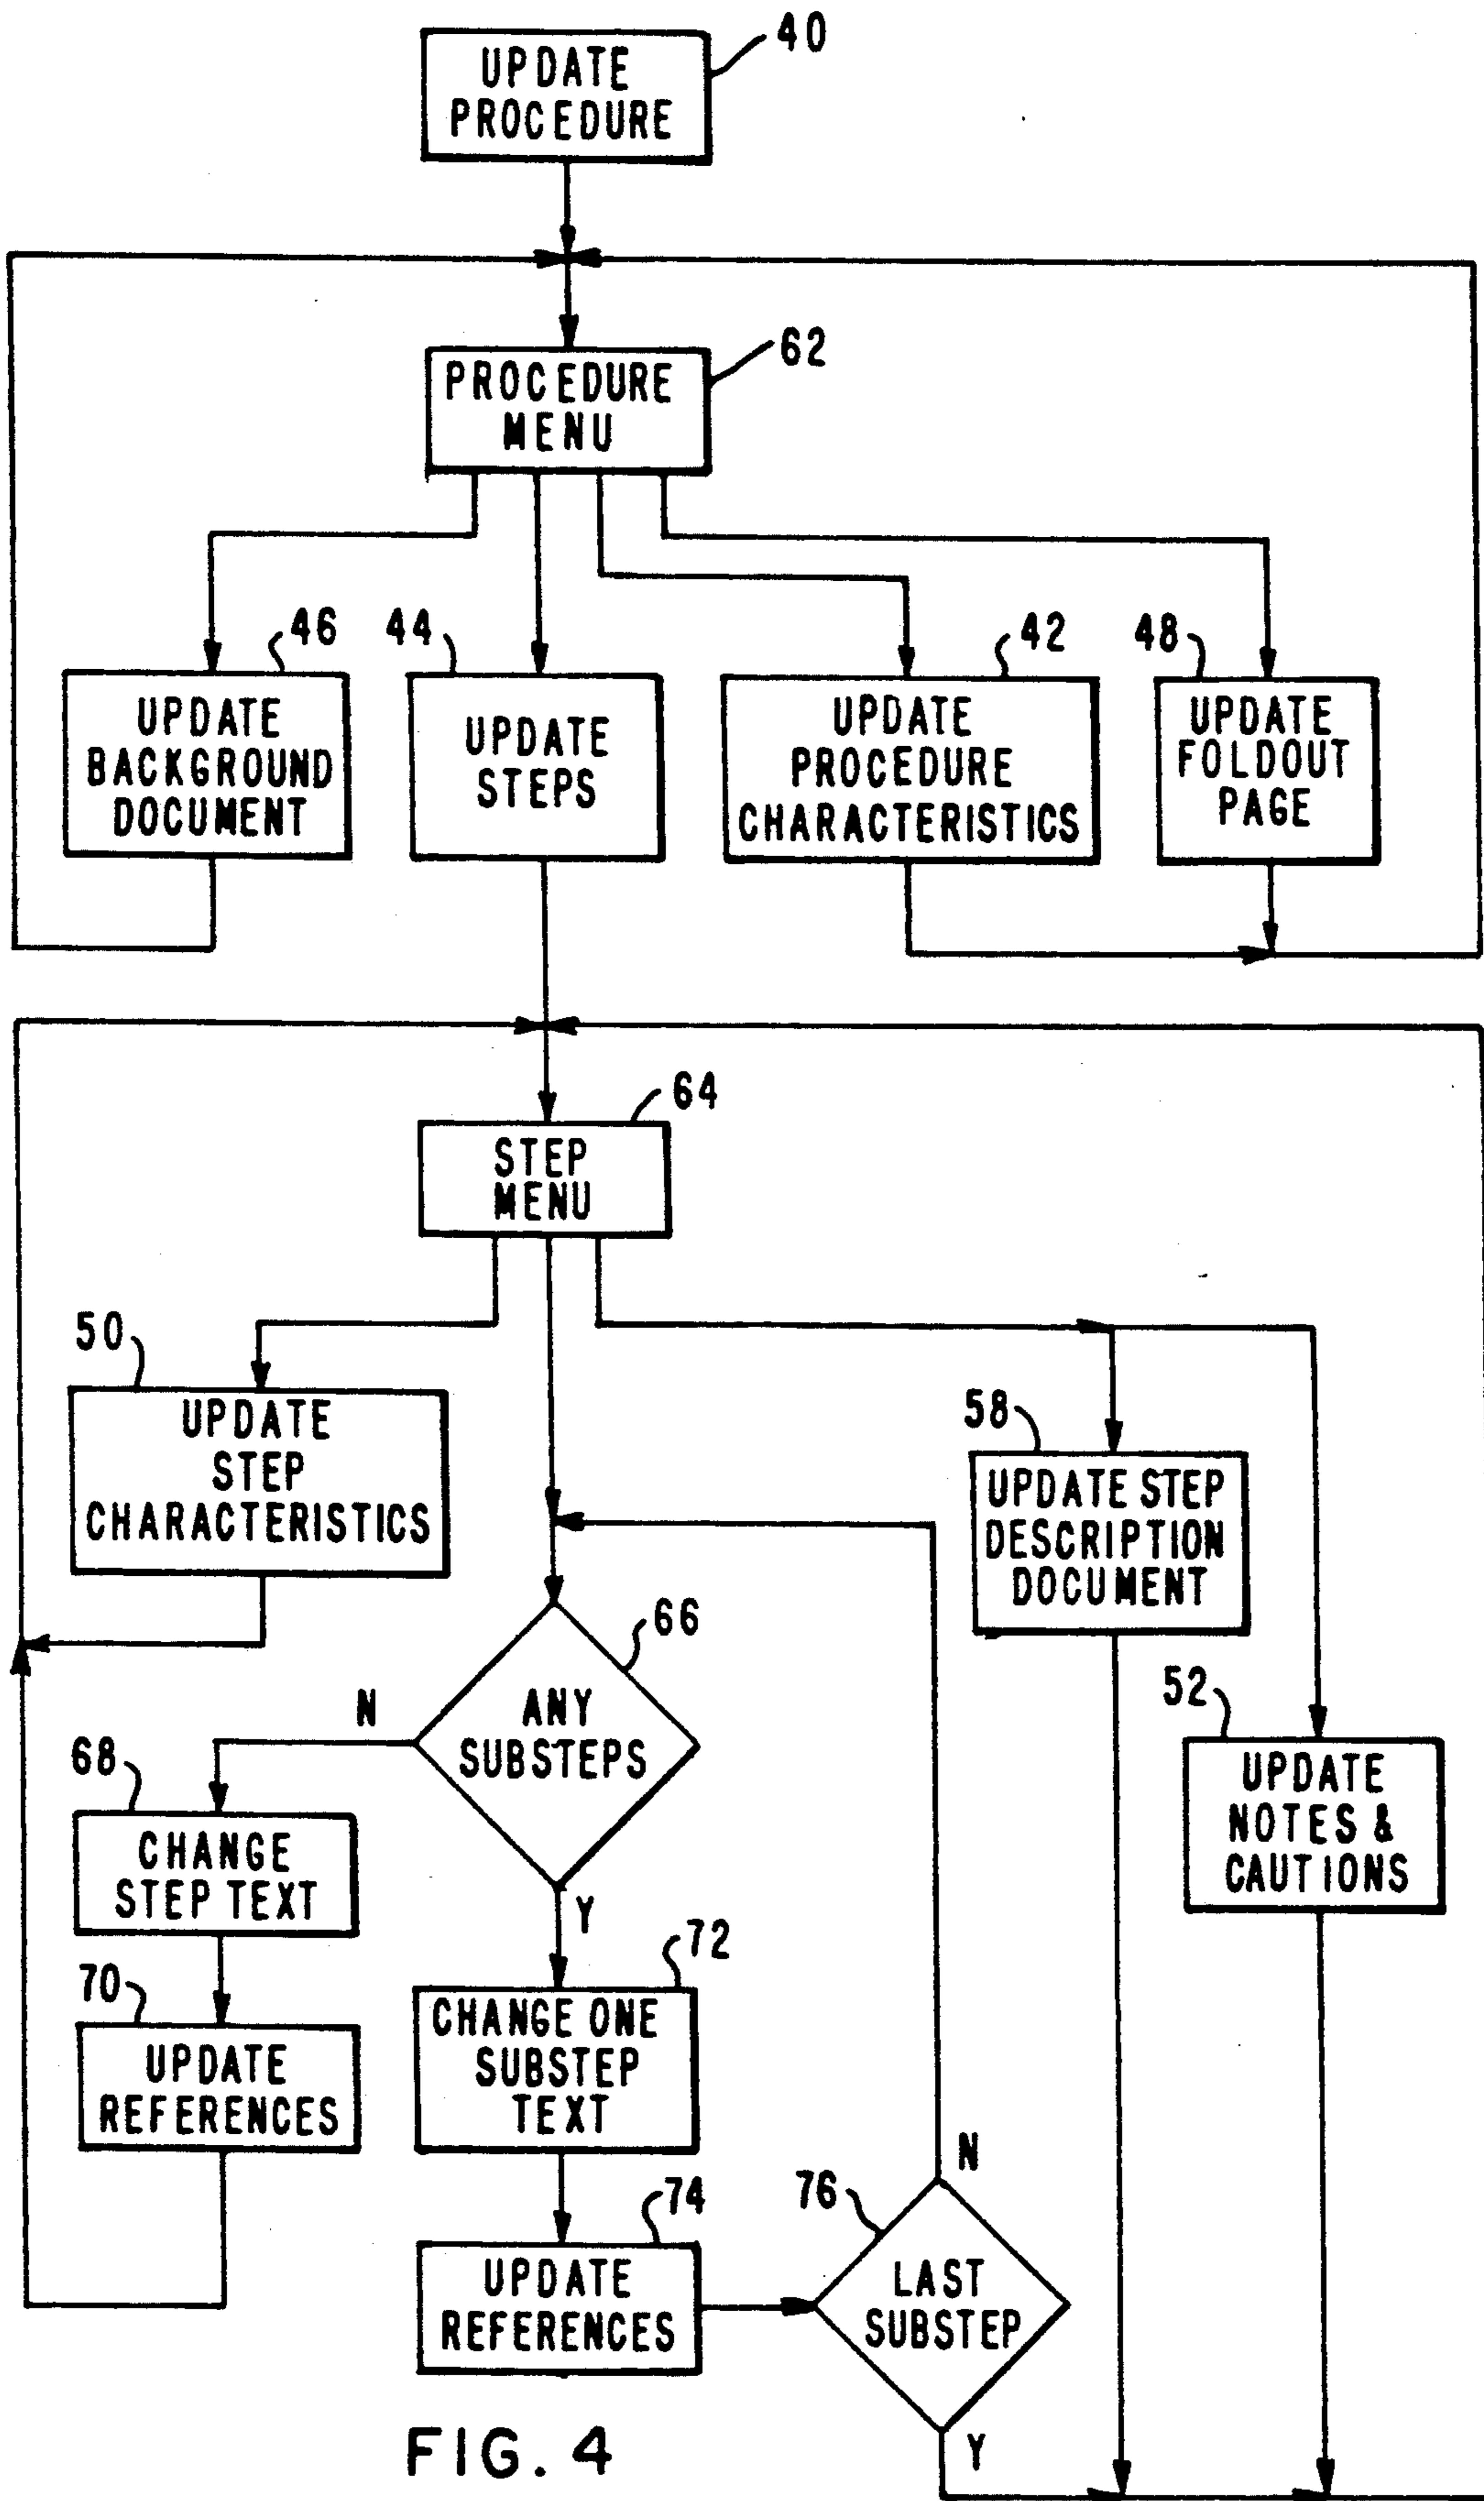 40
UPDATE
PROCEDURE
62
PROCEDURE
MENU
46
44
42
48
UPDATE
BACKGROUND
DOCUMENT
UPDATE
STEPS
UPDATE
PROCEDURE
CHARACTERISTICS
UPDATE
FOLDOUT
PAGE
64
STEP
MENU
50
UPDATE
STEP
CHARACTERISTICS
58
UPDATE STEP
DESCRIPTION
DOCUMENT
66
N
ANY
SUBSTEPS
Y
52
UPDATE
NOTES &
CAUTIONS
68
CHANGE
STEP TEXT
70
UPDATE
REFERENCES
72
CHANGE ONE
SUBSTEP
TEXT
74
UPDATE
REFERENCES
76
N
LAST
SUBSTEP
Y
FIG. 4